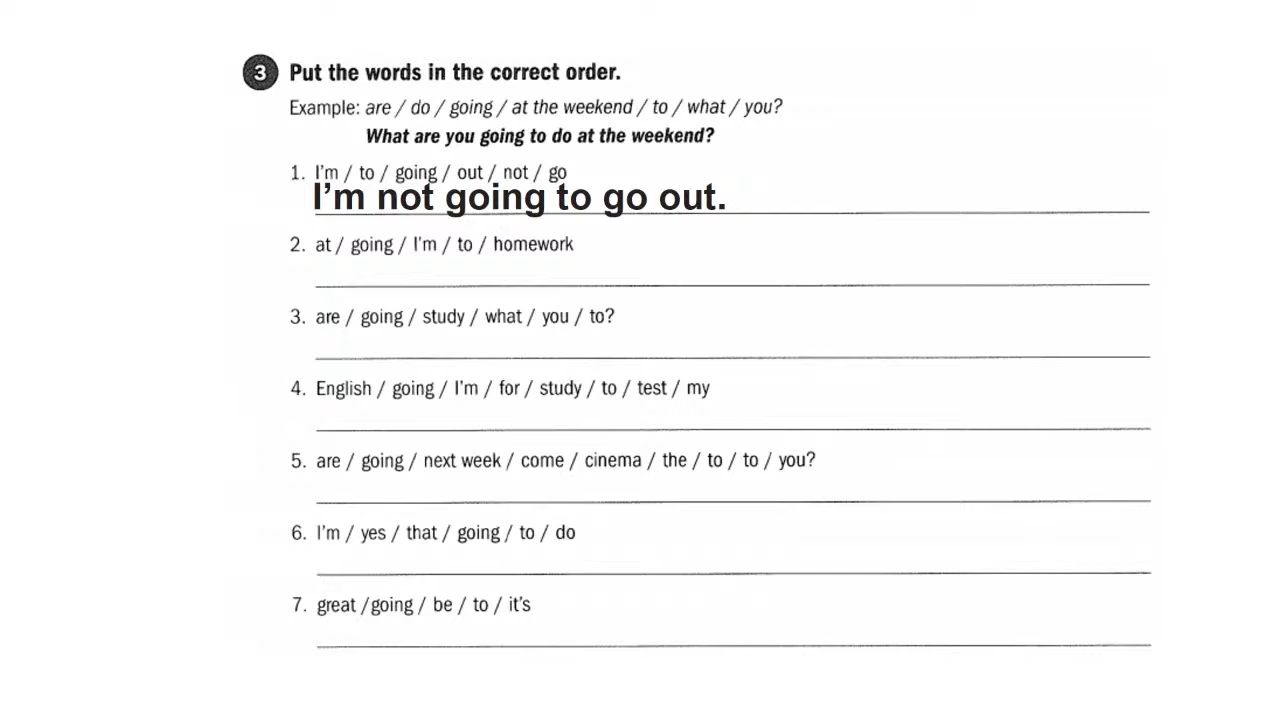 3 Put the words in the correct order.
Example: are / do / going / at the weekend / to / what / you?
What are you going to do at the weekend?
1. I'm / to / going / out / not / go
I'm not going to go out.
2. at / going / I'm / to / homework
3. are / going / study / what / you / to?
4. English / going / I'm / for / study / to / test / my
5. are / going / next week / come / cinema / the / to / to / you?
6. I'm / yes / that / going / to / do
7. great /going / be / to / it's